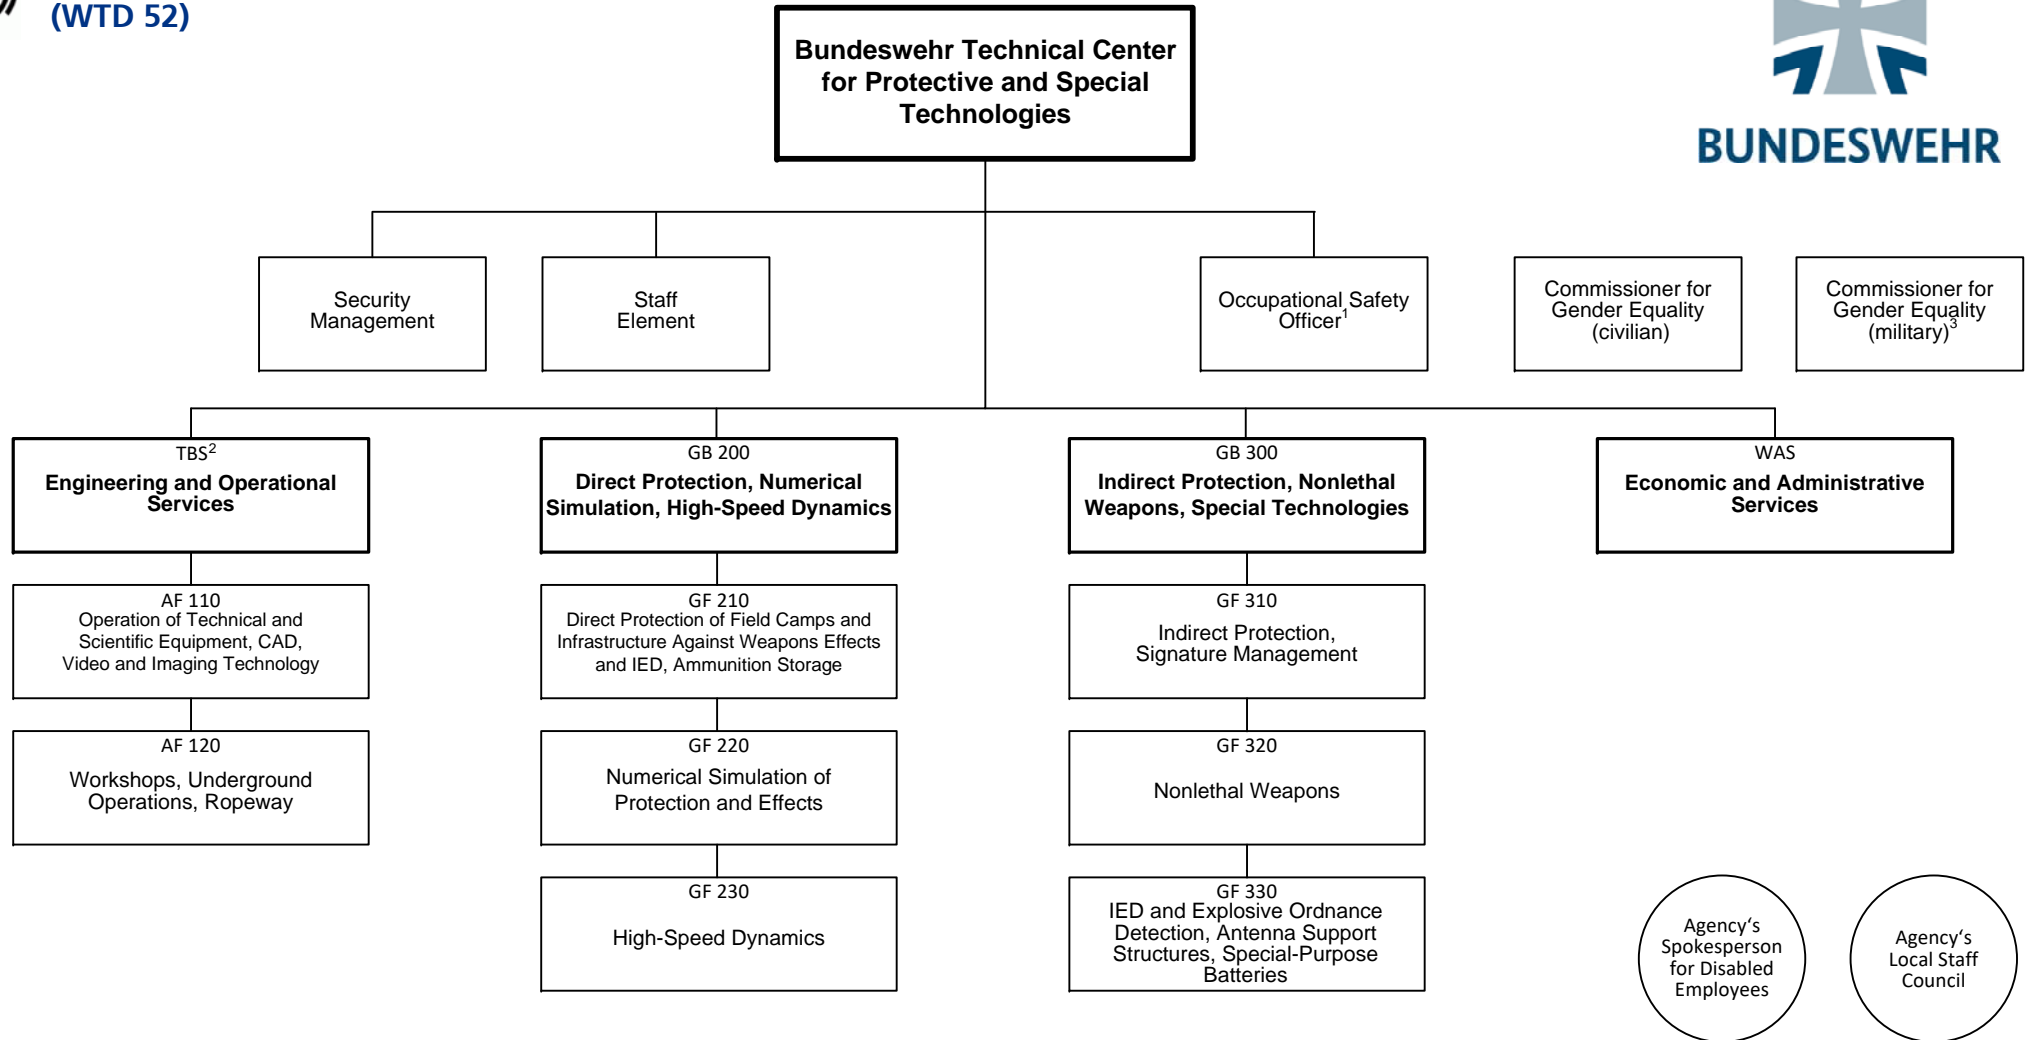 (WTD 52)
Bundeswehr Technical Center
for Protective and Special
Technologies
BUNDESWEHR
Security
Management
Staff
Element
Occupational Safety
Officer¹
Commissioner for
Gender Equality
(civilian)
Commissioner for
Gender Equality
(military)³
TBS²
Engineering and Operational
Services
GB 200
Direct Protection, Numerical
Simulation, High-Speed Dynamics
GB 300
Indirect Protection, Nonlethal
Weapons, Special Technologies
WAS
Economic and Administrative
Services
AF 110
Operation of Technical and
Scientific Equipment, CAD,
Video and Imaging Technology
GF 210
Direct Protection of Field Camps and
Infrastructure Against Weapons Effects
and IED, Ammunition Storage
GF 310
Indirect Protection,
Signature Management
AF 120
Workshops, Underground
Operations, Ropeway
GF 220
Numerical Simulation of
Protection and Effects
GF 320
Nonlethal Weapons
GF 230
High-Speed Dynamics
GF 330
IED and Explosive Ordnance
Detection, Antenna Support
Structures, Special-Purpose
Batteries
Agency‘s
Spokesperson
for Disabled
Employees
Agency‘s
Local Staff
Council